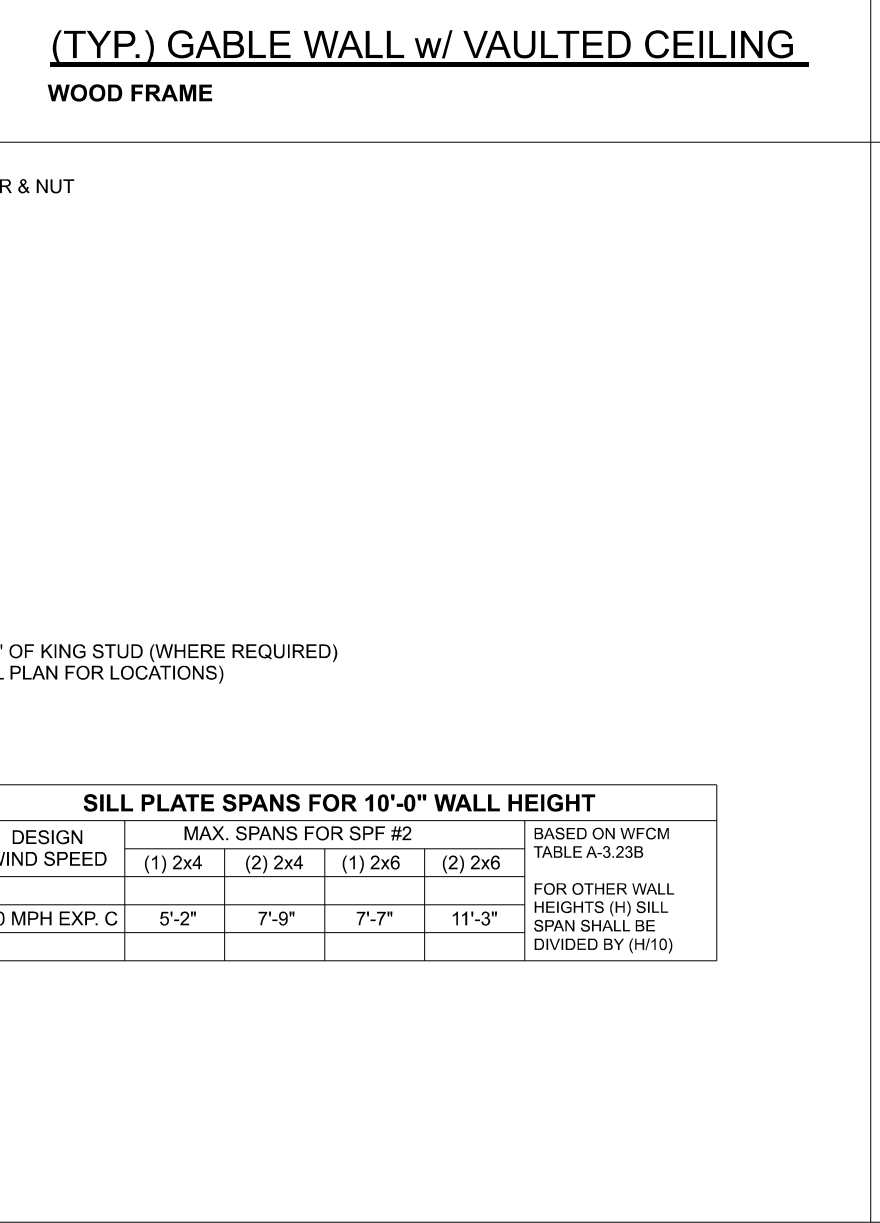 (TYP.) GABLE WALL w/ VAULTED CEILING
WOOD FRAME
R & NUT
" OF KING STUD (WHERE REQUIRED)
PLAN FOR LOCATIONS)
SILL PLATE SPANS FOR 10'-0" WALL HEIGHT
DESIGN
WIND SPEED
MAX. SPANS FOR SPF #2
(1) 2x4
(2) 2x4
(1) 2x6
(2) 2x6
0 MPH EXP. C
5'-2"
7'-9"
7'-7"
11'-3"
BASED ON WFCM
TABLE A-3.23B
FOR OTHER WALL
HEIGHTS (H) SILL
SPAN SHALL BE
DIVIDED BY (H/10)